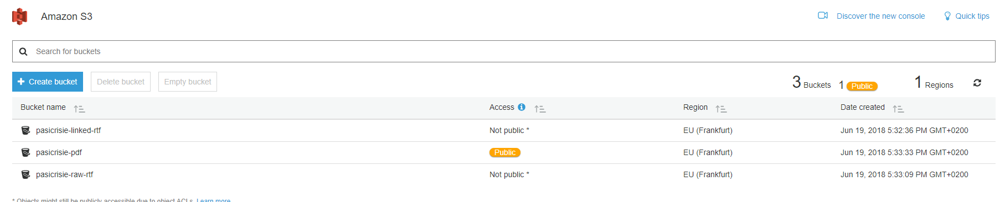 Amazon S3
Discover the new console
Quick tips
Search for buckets
Create bucket
Delete bucket
Empty bucket
3 Buckets
1 Public
1 Regions
Bucket name
Access
Region
Date created
pasicrisie-linked-rtf Not public * EU (Frankfurt) Jun 19, 2018 5:32:36 PM GMT+0200
pasicrisie-pdf Public EU (Frankfurt) Jun 19, 2018 5:33:33 PM GMT+0200
pasicrisie-raw-rtf Not public * EU (Frankfurt) Jun 19, 2018 5:33:09 PM GMT+0200
* Objects might still be publicly accessible due to object ACLs. Learn more